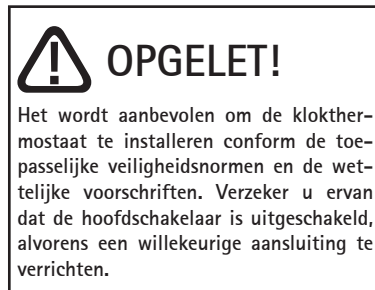 OPGELET!
Het wordt aanbevolen om de klokther-
mostaat te installeren conform de toe-
passelijke veiligheidsnormen en de wet-
telijke voorschriften. Verzeker u ervan
dat de hoofdschakelaar is uitgeschakeld,
alvorens een willekeurige aansluiting te
verrichten.